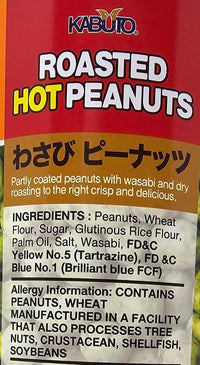 KABUTO
ROASTED
HOT PEANUTS
わさび ピーナッツ
Partly coated peanuts with wasabi and dry
roasting to the right crisp and delicious.
INGREDIENTS : Peanuts, Wheat
Flour, Sugar, Glutinous Rice Flour,
Palm Oil, Salt, Wasabi, FD&C
Yellow No.5 (Tartrazine), FD &C
Blue No.1 (Brilliant blue FCF)
Allergy Information: CONTAINS
PEANUTS, WHEAT
MANUFACTURED IN A FACILITY
THAT ALSO PROCESSES TREE
NUTS, CRUSTACEAN, SHELLFISH,
SOYBEANS